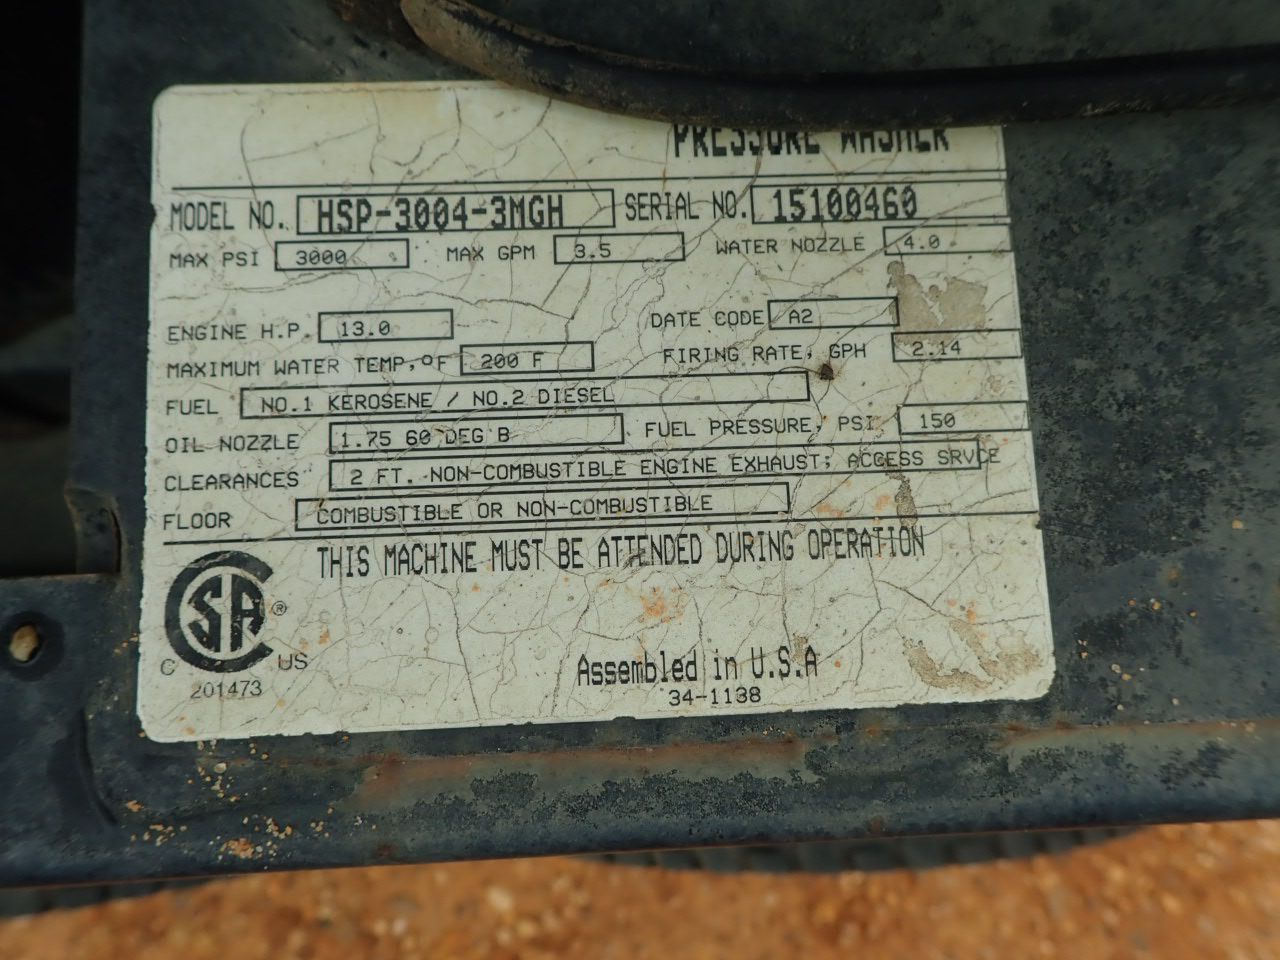 PRESSURE WASHER
MODEL NO. HSP-3004-3MGH SERIAL NO. 15100460
MAX PSI 3000 MAX GPM 3.5 WATER NOZZLE 4.0
ENGINE H.P. 13.0 DATE CODE A2
MAXIMUM WATER TEMP,°F 200 F FIRING RATE, GPH 2.14
FUEL NO.1 KEROSENE / NO.2 DIESEL
OIL NOZZLE 1.75 60 DEG B FUEL PRESSURE, PSI 150
CLEARANCES 2 FT. NON-COMBUSTIBLE ENGINE EXHAUST; ACCESS SRVCE
FLOOR COMBUSTIBLE OR NON-COMBUSTIBLE
THIS MACHINE MUST BE ATTENDED DURING OPERATION
CSA ®
C US
201473
Assembled in U.S.A
34-1138